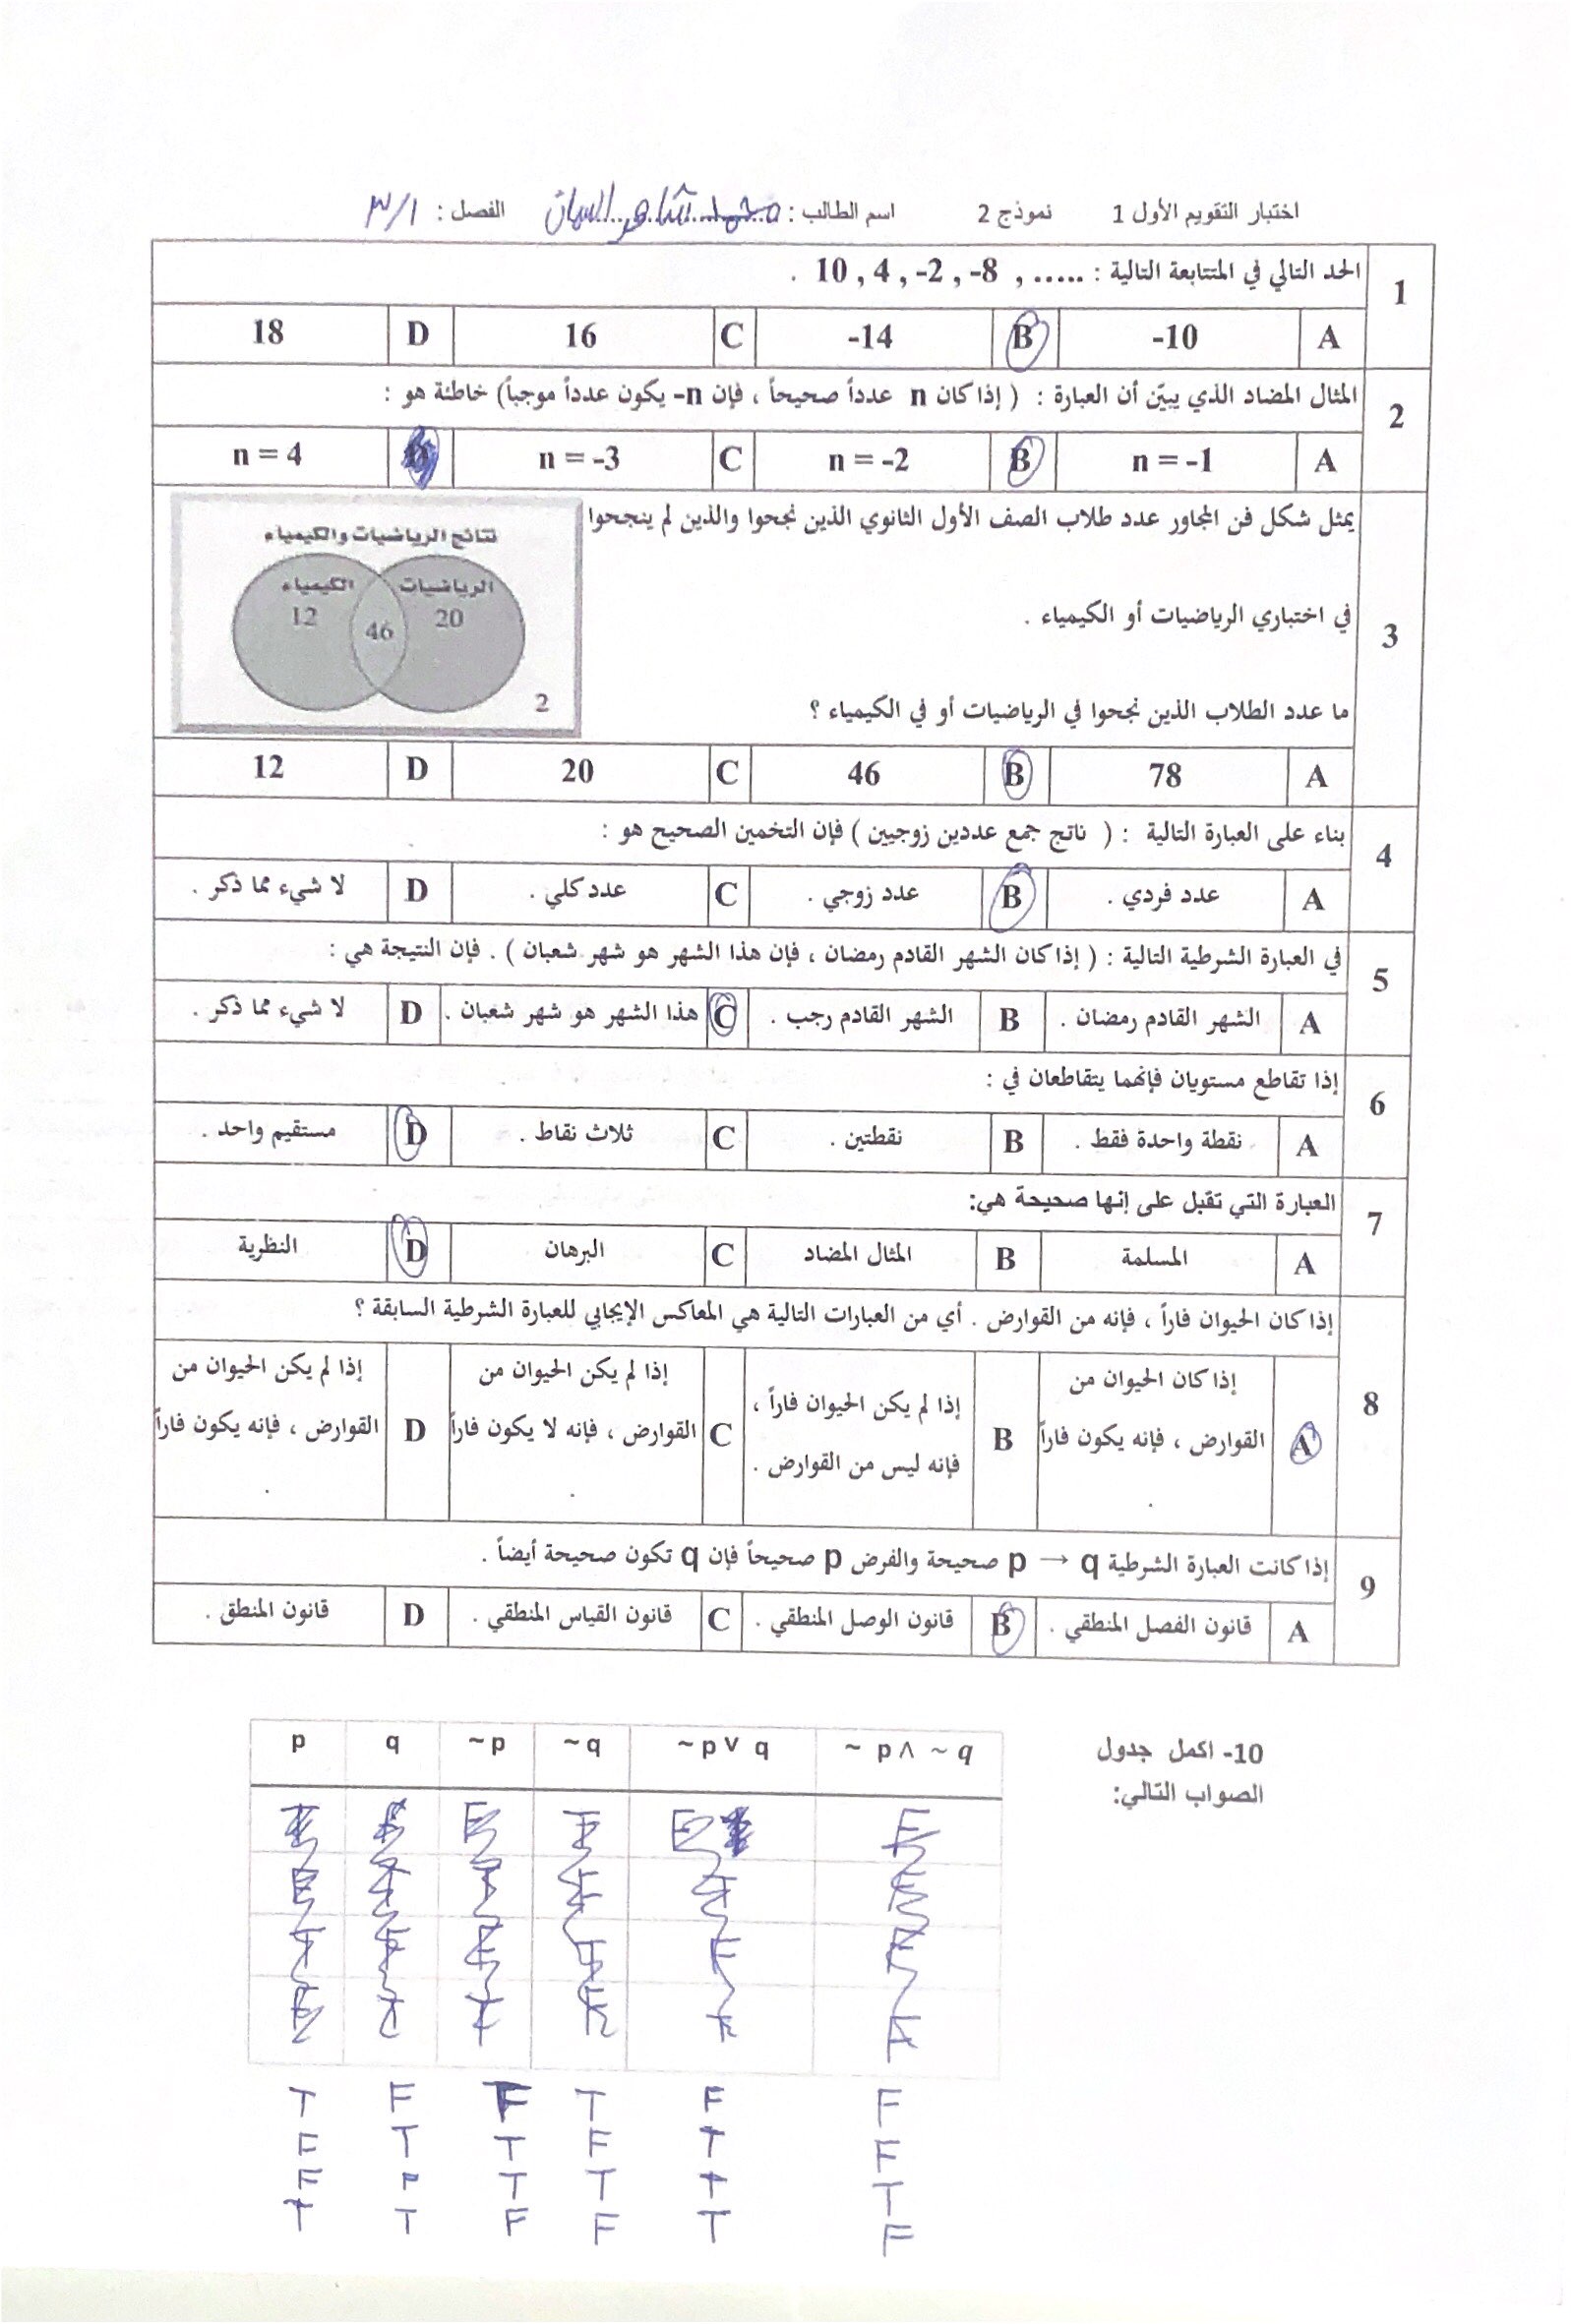 اختبار التقويم الأول 1 نموذج 2 اسم الطالب : محمد شاهر السمان الفصل : ٣/١
1 الحد التالي في المتتابعة التالية : ..... , 10 , 4 , -2 , -8 .
A -10 B -14 C 16 D 18
2 المثال المضاد الذي يبيّن أن العبارة : ( إذا كان n عدداً صحيحاً ، فإن n- يكون عدداً موجباً) خاطئة هو :
A n = -1 B n = -2 C n = -3 D n = 4
3 يمثل شكل فن المجاور عدد طلاب الصف الأول الثانوي الذين نجحوا والذين لم ينجحوا
في اختباري الرياضيات أو الكيمياء .
ما عدد الطلاب الذين نجحوا في الرياضيات أو في الكيمياء ؟
نتائج الرياضيات والكيمياء
الرياضيات الكيمياء
20 46 12
2
A 78 B 46 C 20 D 12
4 بناء على العبارة التالية : ( ناتج جمع عددين زوجيين ) فإن التخمين الصحيح هو :
A عدد فردي . B عدد زوجي . C عدد كلي . D لا شيء مما ذكر .
5 في العبارة الشرطية التالية : ( إذا كان الشهر القادم رمضان ، فإن هذا الشهر هو شهر شعبان ) . فإن النتيجة هي :
A الشهر القادم رمضان . B الشهر القادم رجب . C هذا الشهر هو شهر شعبان . D لا شيء مما ذكر .
6 إذا تقاطع مستويان فإنهما يتقاطعان في :
A نقطة واحدة فقط . B نقطتين . C ثلاث نقاط . D مستقيم واحد .
7 العبارة التي تقبل على إنها صحيحة هي:
A المسلمة B المثال المضاد C البرهان D النظرية
8 إذا كان الحيوان فاراً ، فإنه من القوارض . أي من العبارات التالية هي المعاكس الإيجابي للعبارة الشرطية السابقة ؟
A إذا كان الحيوان من القوارض ، فإنه يكون فاراً .
B إذا لم يكن الحيوان فاراً ، فإنه ليس من القوارض .
C إذا لم يكن الحيوان من القوارض ، فإنه لا يكون فاراً .
D إذا لم يكن الحيوان من القوارض ، فإنه يكون فاراً .
9 إذا كانت العبارة الشرطية p → q صحيحة والفرض p صحيحاً فإن q تكون صحيحة أيضاً .
A قانون الفصل المنطقي . B قانون الوصل المنطقي . C قانون القياس المنطقي . D قانون المنطق .
10- اكمل جدول
الصواب التالي:
p q ~p ~q ~p∨ q ~ p∧ ~q
T F F T F F
F T T F T F
F F T T T T
T T F F T F